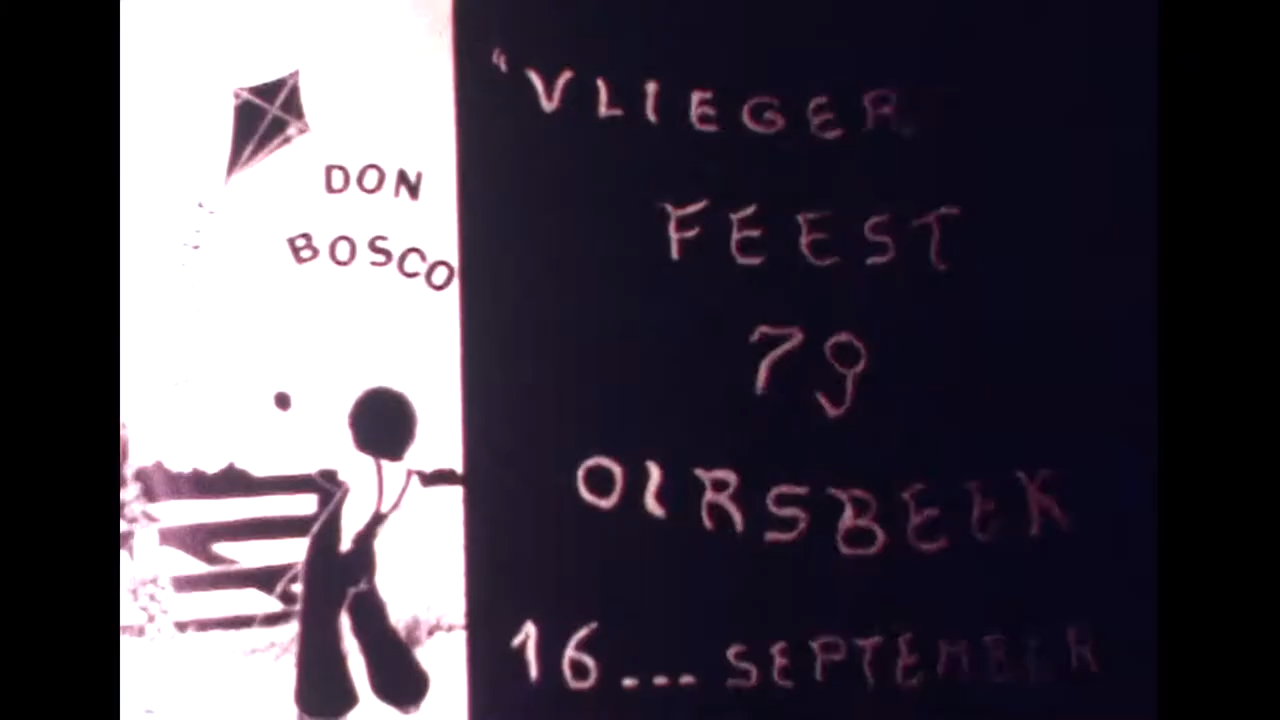 DON
BOSCO
"VLIEGER
FEEST
79
OIRSBEEK
16... SEPTEMBER